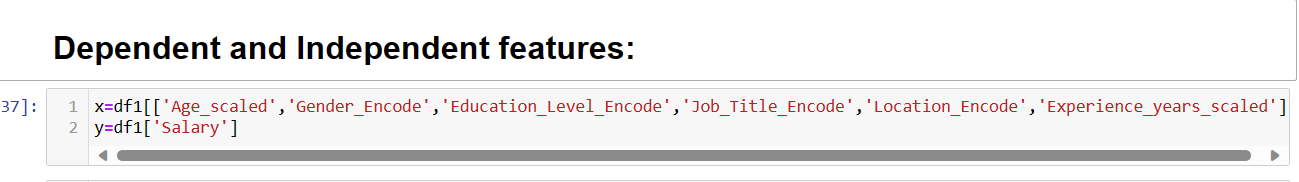 Dependent and Independent features:
37]:
1 x=df1[['Age_scaled','Gender_Encode','Education_Level_Encode','Job_Title_Encode','Location_Encode','Experience_years_scaled']
2 y=df1['Salary']